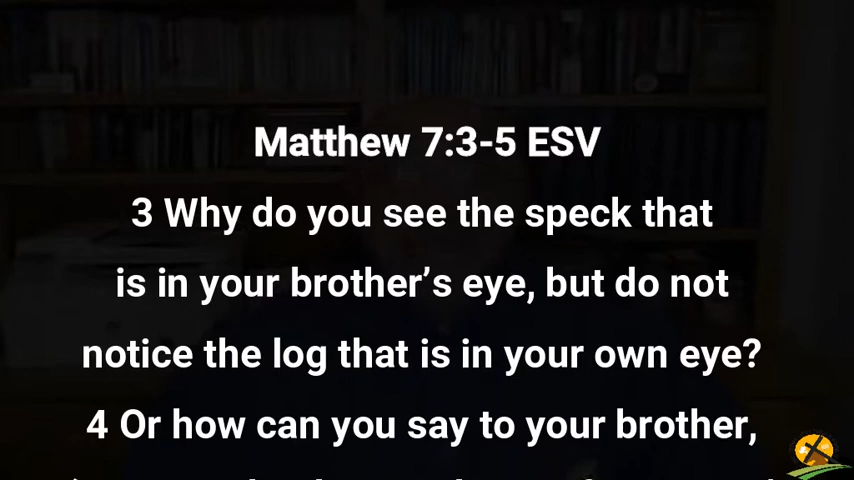 Matthew 7:3-5 ESV
3 Why do you see the speck that
is in your brother’s eye, but do not
notice the log that is in your own eye?
4 Or how can you say to your brother,